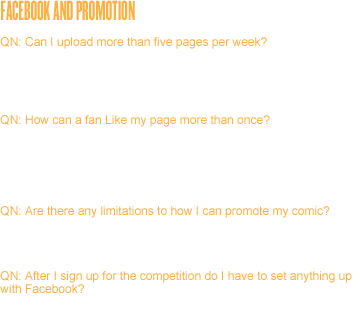 FACEBOOK AND PROMOTION
QN: Can I upload more than five pages per week?
QN: How can a fan Like my page more than once?
QN: Are there any limitations to how I can promote my comic?
QN: After I sign up for the competition do I have to set anything up
with Facebook?